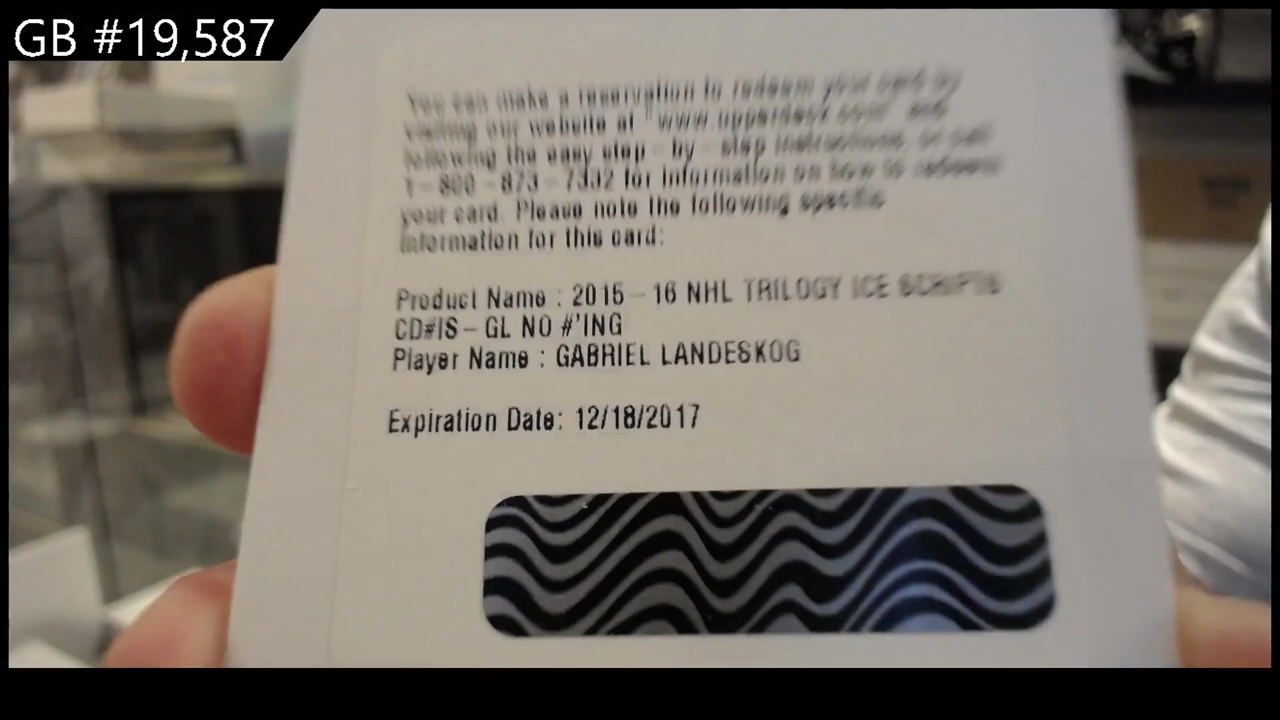 GB #19,587
You can make a reservation to redeem your card by
visiting our website at "www.upperdeck.com" and
following the easy step - by - step instructions, or call
1 - 800 - 873 - 7332 for information on how to redeem
your card. Please note the following specific
information for this card:
Product Name : 2015 - 16 NHL TRILOGY ICE SCRIPTS
CD#IS - GL NO #'ING
Player Name : GABRIEL LANDESKOG
Expiration Date: 12/18/2017